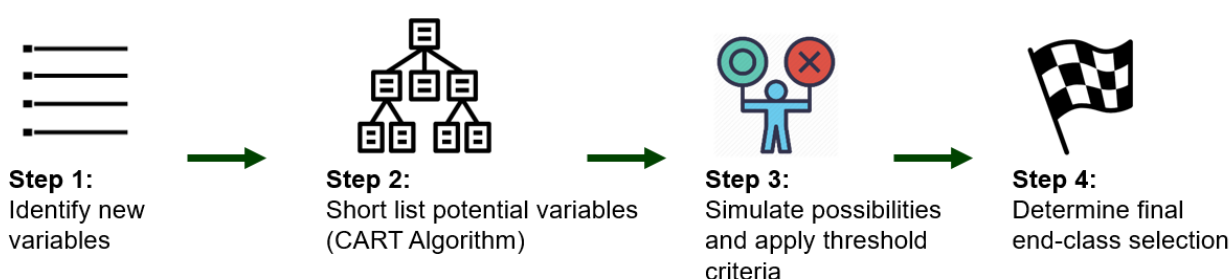 Step 1:
Identify new
variables
Step 2:
Short list potential variables
(CART Algorithm)
Step 3:
Simulate possibilities
and apply threshold
criteria
Step 4:
Determine final
end-class selection